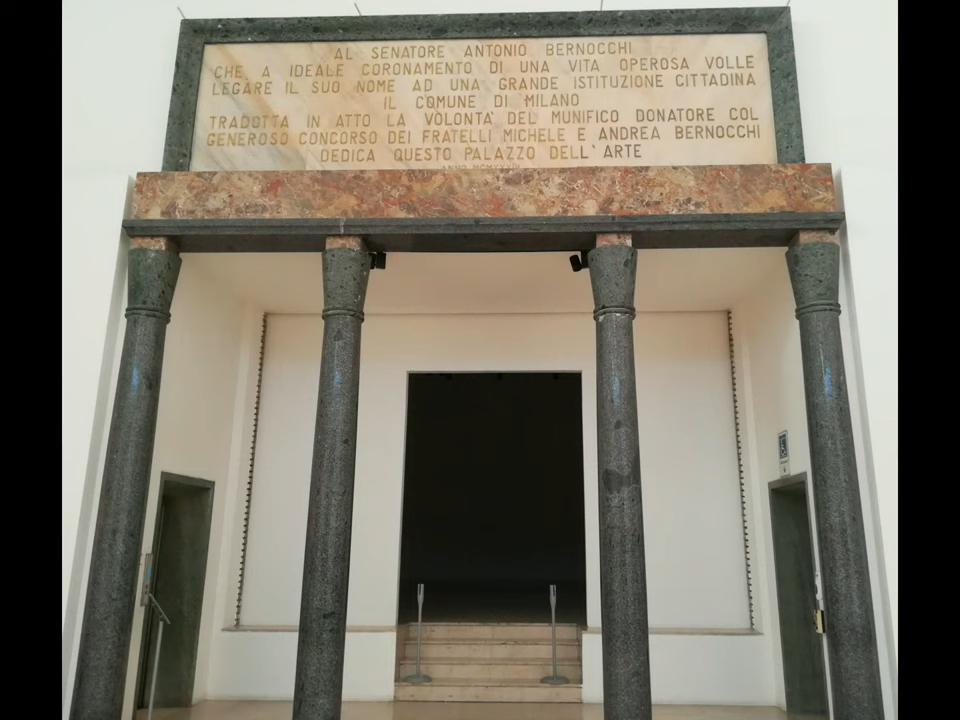 AL SENATORE ANTONIO BERNOCCHI
CHE A IDEALE CORONAMENTO DI UNA VITA OPEROSA VOLLE
LEGARE IL SUO NOME AD UNA GRANDE ISTITUZIONE CITTADINA
IL COMUNE DI MILANO
TRADOTTA IN ATTO LA VOLONTA' DEL MUNIFICO DONATORE COL
GENEROSO CONCORSO DEI FRATELLI MICHELE E ANDREA BERNOCCHI
DEDICA QUESTO PALAZZO DELL'ARTE